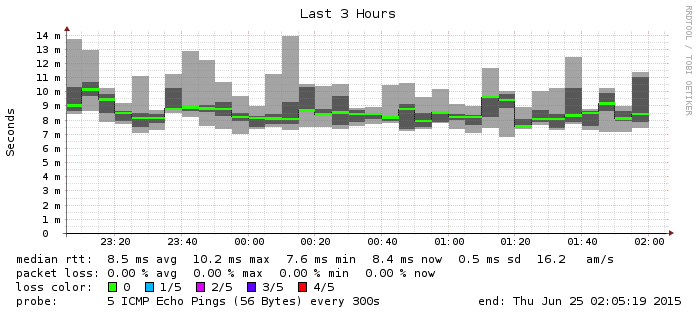 Last 3 Hours
RRDTOOL / TOBI OETIKER
Seconds
14 m
13 m
12 m
11 m
10 m
9 m
8 m
7 m
6 m
5 m
4 m
3 m
2 m
1 m
0
23:20 23:40 00:00 00:20 00:40 01:00 01:20 01:40 02:00
median rtt: 8.5 ms avg 10.2 ms max 7.6 ms min 8.4 ms now 0.5 ms sd 16.2 am/s
packet loss: 0.00 % avg 0.00 % max 0.00 % min 0.00 % now
loss color: 0 1/5 2/5 3/5 4/5
probe: 5 ICMP Echo Pings (56 Bytes) every 300s end: Thu Jun 25 02:05:19 2015